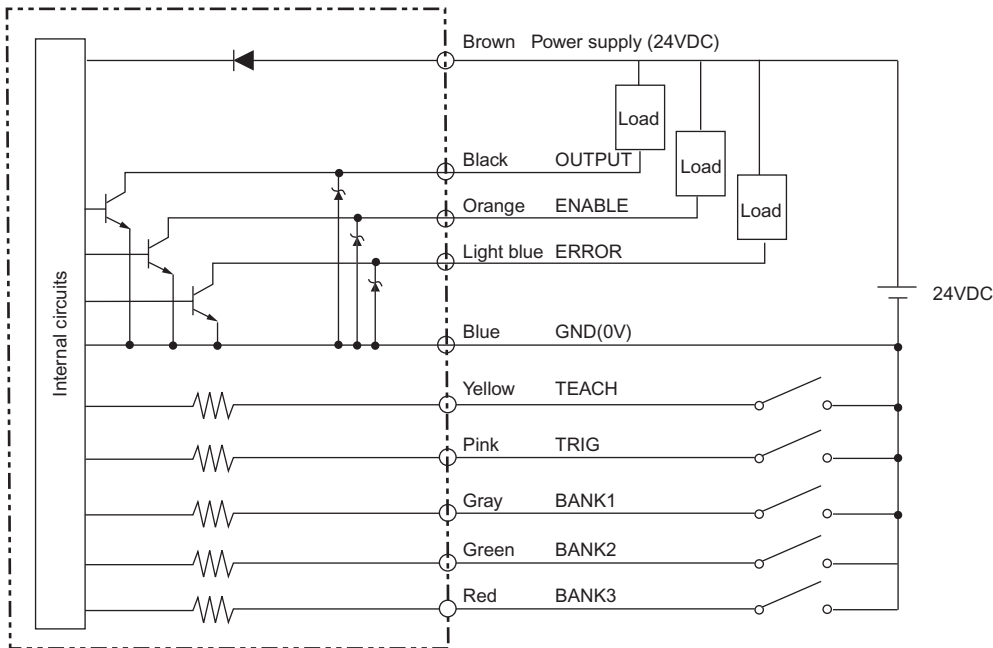 Brown Power supply (24VDC)
Load
Black OUTPUT
Load
Orange ENABLE
Load
Light blue ERROR
Internal circuits
24VDC
Blue GND(0V)
Yellow TEACH
Pink TRIG
Gray BANK1
Green BANK2
Red BANK3